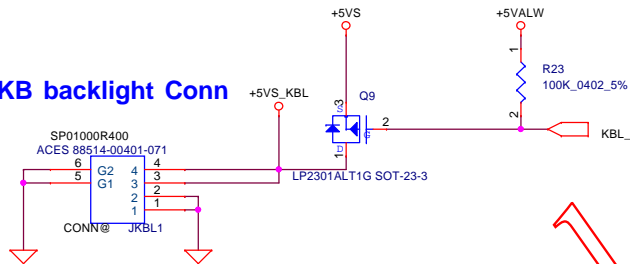 +5VS
+5VALW
1
R23
100K_0402_5%
2
KBL_
KB backlight Conn
+5VS_KBL
Q9
S
3
G
2
D
1
LP2301ALT1G SOT-23-3
SP01000R400
ACES 88514-00401-071
6 G2 4 4
5 G1 3 3
2 2
1 1
CONN@ JKBL1